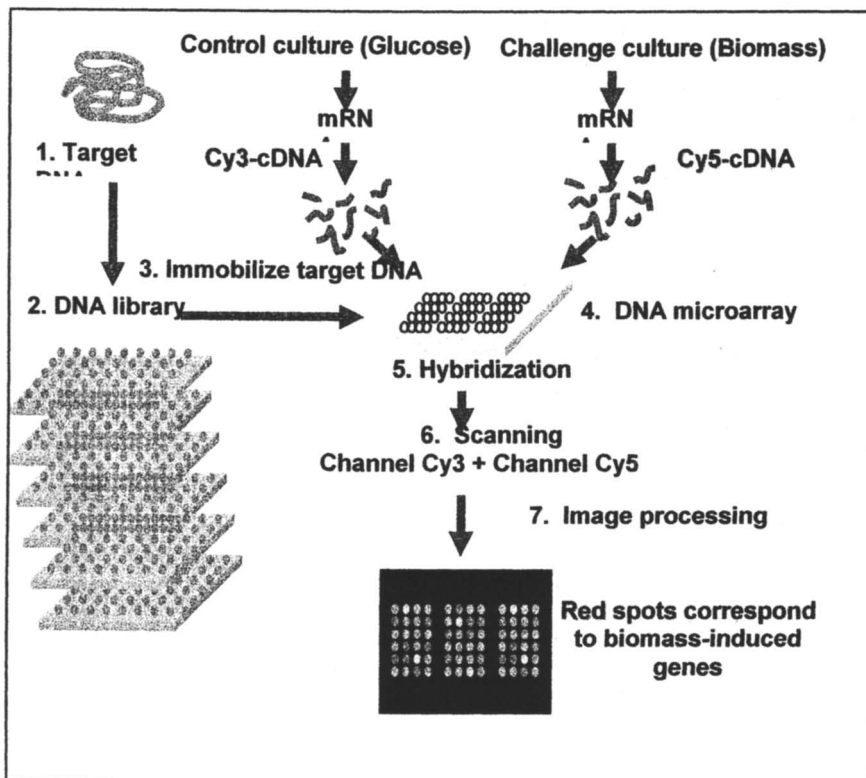 Control culture (Glucose)
Challenge culture (Biomass)
mRN
mRN
1. Target
Cy3-cDNA
Cy5-cDNA
3. Immobilize target DNA
2. DNA library
4. DNA microarray
5. Hybridization
6. Scanning
Channel Cy3 + Channel Cy5
7. Image processing
Red spots correspond
to biomass-induced
genes